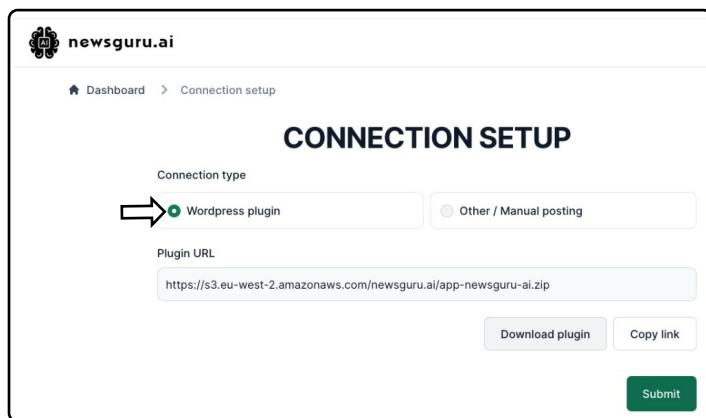 AI newsguru.ai
Dashboard > Connection setup
CONNECTION SETUP
Connection type
Wordpress plugin Other / Manual posting
Plugin URL
https://s3.eu-west-2.amazonaws.com/newsguru.ai/app-newsguru-ai.zip
Download plugin Copy link
Submit